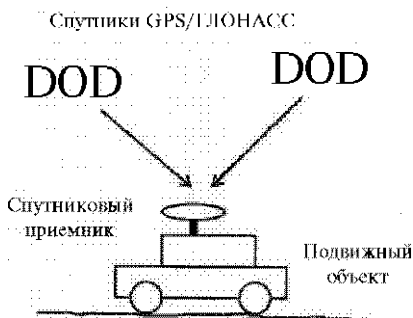 Спутники GPS/ГЛОНАСС
DOD DOD
Спутниковый
приемник
Подвижный
объект